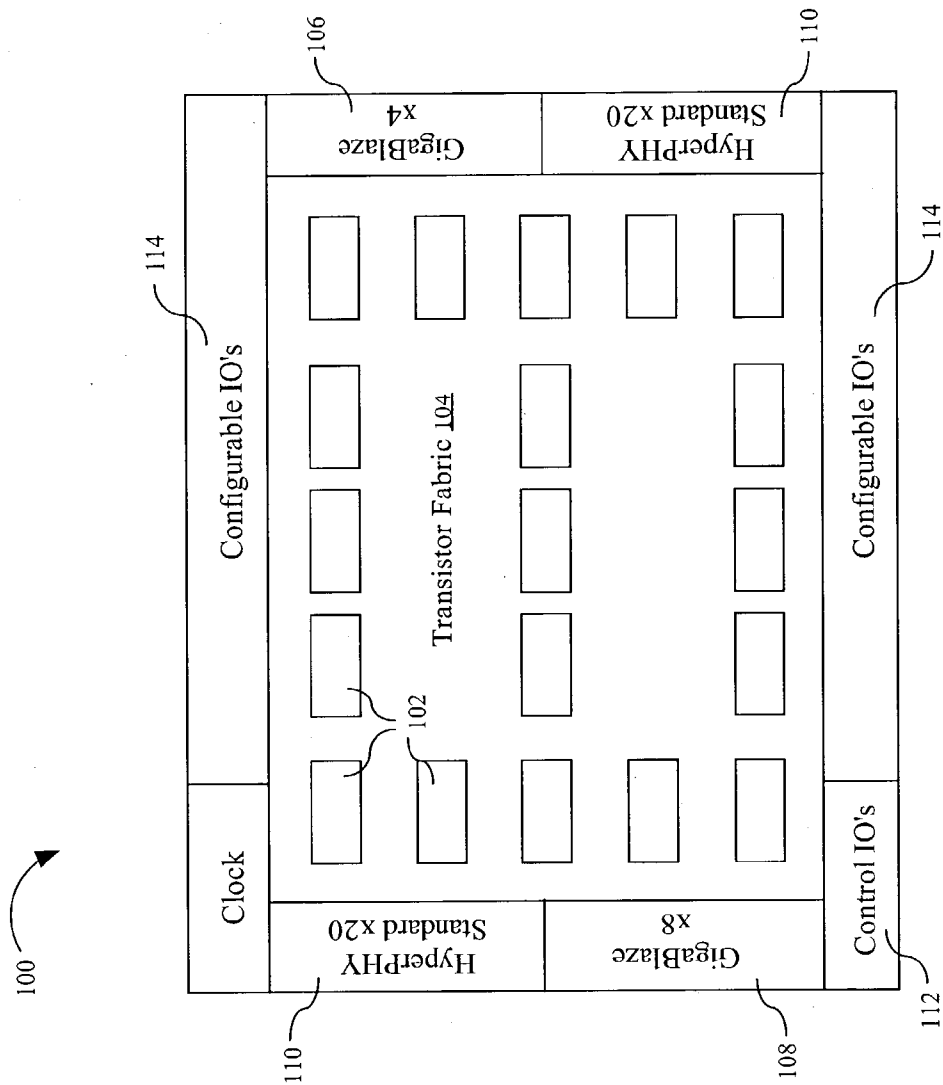 100
Clock
Configurable IO's
114
HyperPHY
Standard x20
110
GigaBlaze
x4
106
102
Transistor Fabric 104
GigaBlaze
x8
108
HyperPHY
Standard x20
110
Control IO's
112
Configurable IO's
114